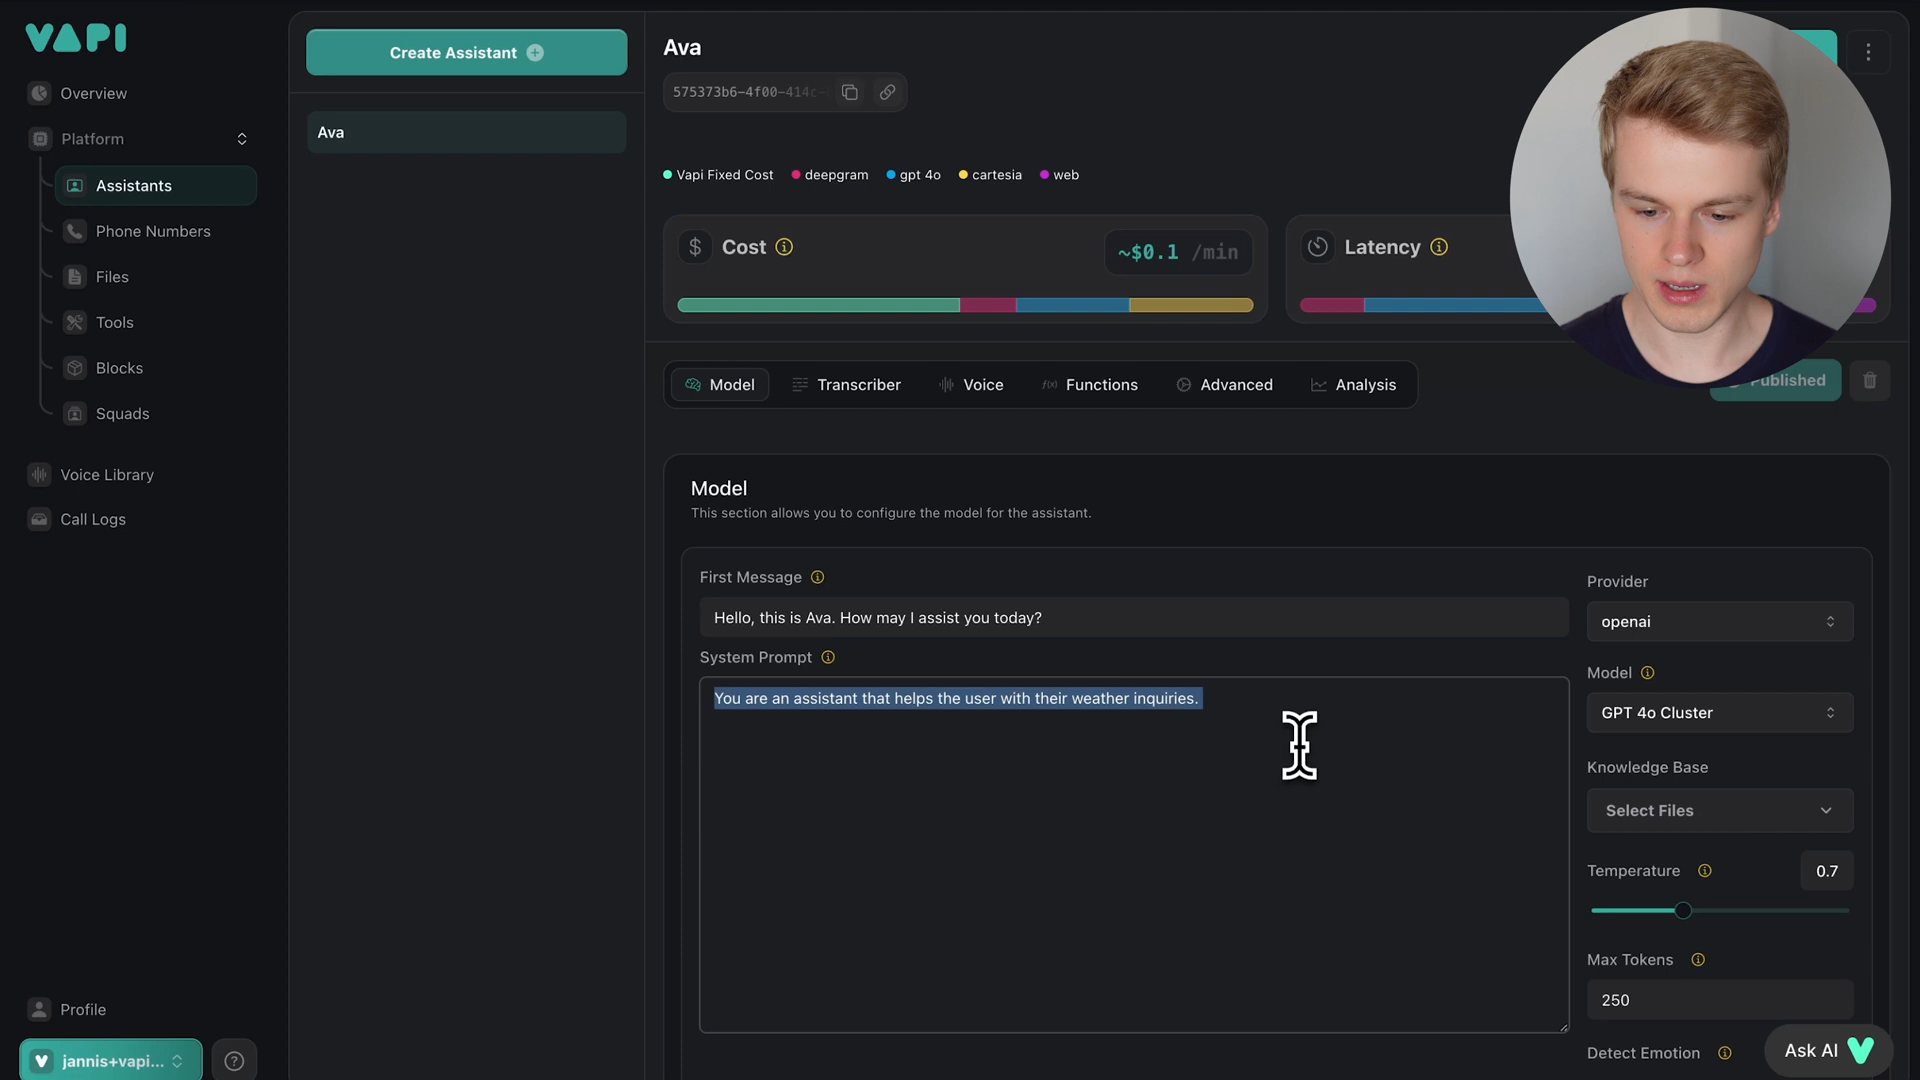 VAPI
Overview
Platform
Assistants
Phone Numbers
Files
Tools
Blocks
Squads
Voice Library
Call Logs
Profile
jannis+vapi...
Create Assistant
Ava
Ava
575373b6-4f00-414c-
Vapi Fixed Cost
deepgram
gpt 4o
cartesia
web
Cost
~$0.1 /min
Latency
Model
Transcriber
Voice
f(x) Functions
Advanced
Analysis
Published
Model
This section allows you to configure the model for the assistant.
First Message
Hello, this is Ava. How may I assist you today?
System Prompt
You are an assistant that helps the user with their weather inquiries.
Provider
openai
Model
GPT 4o Cluster
Knowledge Base
Select Files
Temperature
0.7
Max Tokens
250
Detect Emotion
Ask AI